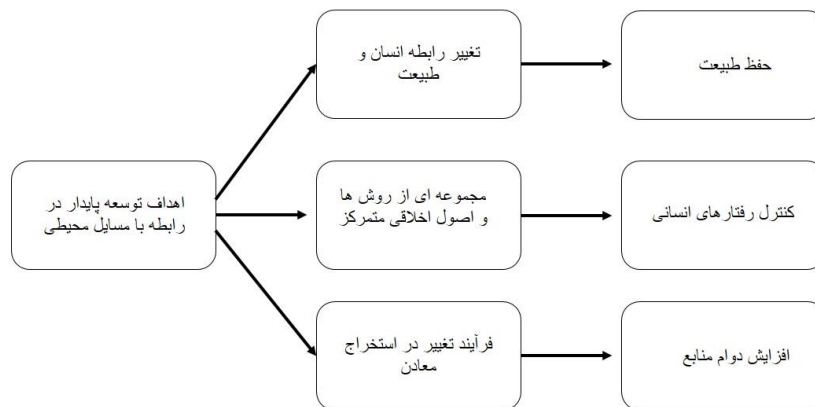 تغییر رابطه انسان و
طبیعت
حفظ طبیعت
اهداف توسعه پایدار در
رابطه با مسایل محیطی
مجموعه ای از روش ها
و اصول اخلاقی متمرکز
کنترل رفتارهای انسانی
فرآیند تغییر در استخراج
معادن
افزایش دوام منابع